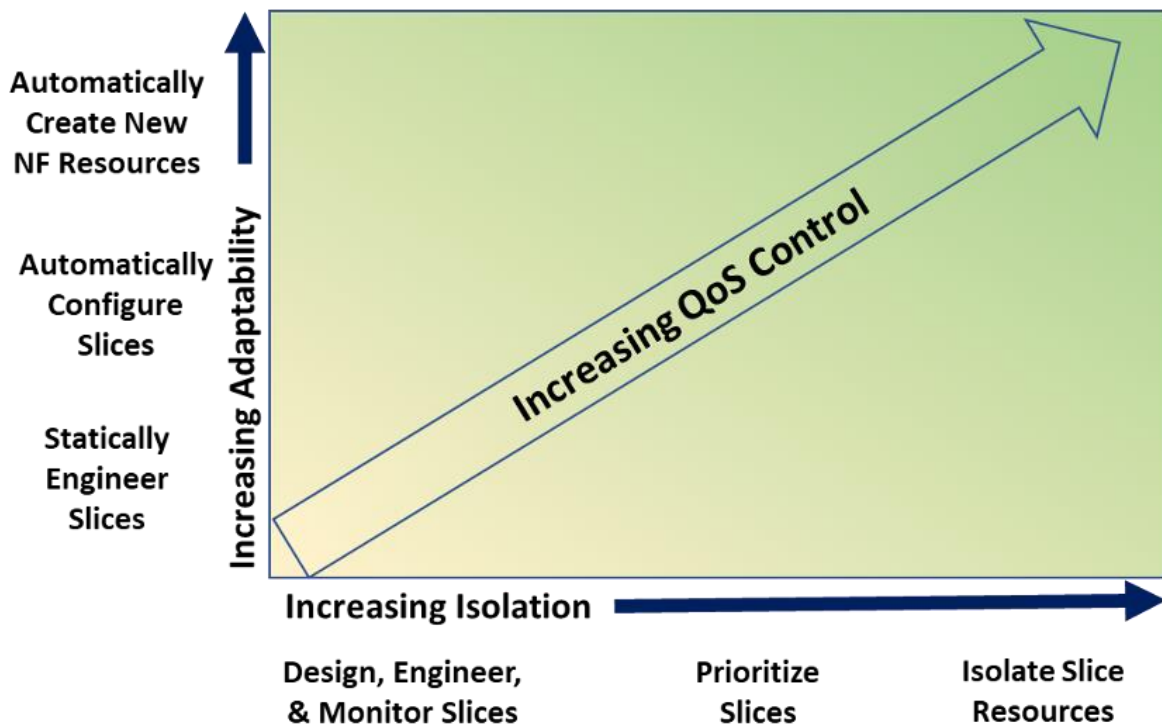 Automatically
Create New
NF Resources
Automatically
Configure
Slices
Statically
Engineer
Slices
Increasing Adaptability
Increasing QoS Control
Increasing Isolation
Design, Engineer,
& Monitor Slices
Prioritize
Slices
Isolate Slice
Resources